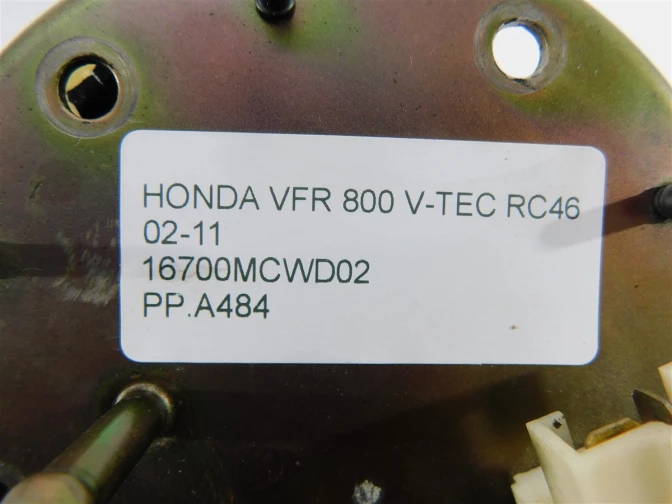 HONDA VFR 800 V-TEC RC46
02-11
16700MCWD02
PP.A484